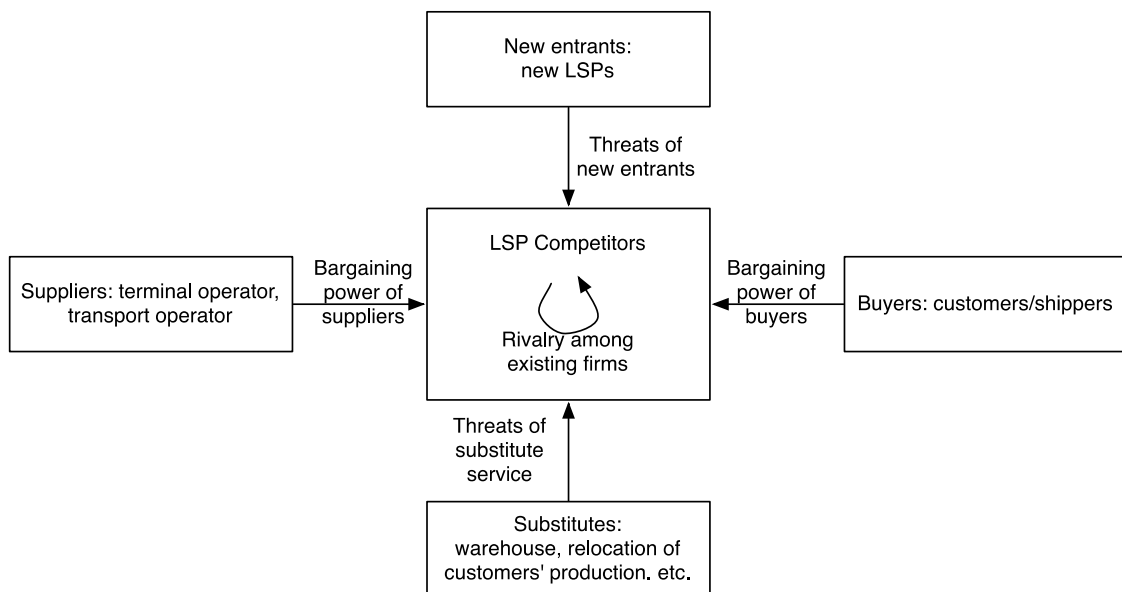 New entrants:
new LSPs
Threats of
new entrants
LSP Competitors
Rivalry among
existing firms
Suppliers: terminal operator,
transport operator
Bargaining
power of
suppliers
Bargaining
power of
buyers
Buyers: customers/shippers
Threats of
substitute
service
Substitutes:
warehouse, relocation of
customers' production. etc.